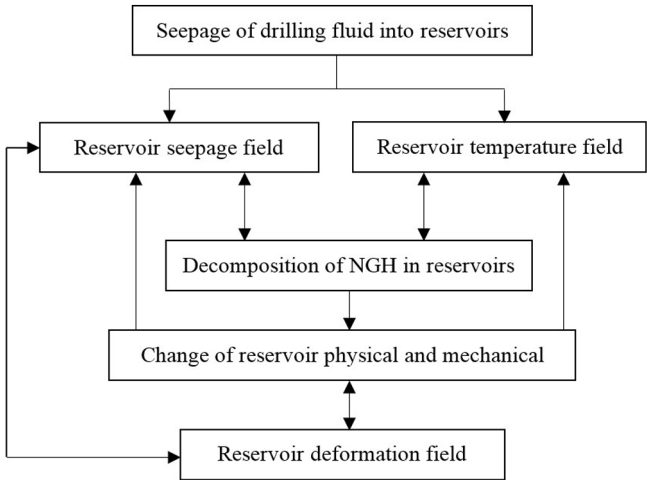 Seepage of drilling fluid into reservoirs
Reservoir seepage field
Reservoir temperature field
Decomposition of NGH in reservoirs
Change of reservoir physical and mechanical
Reservoir deformation field